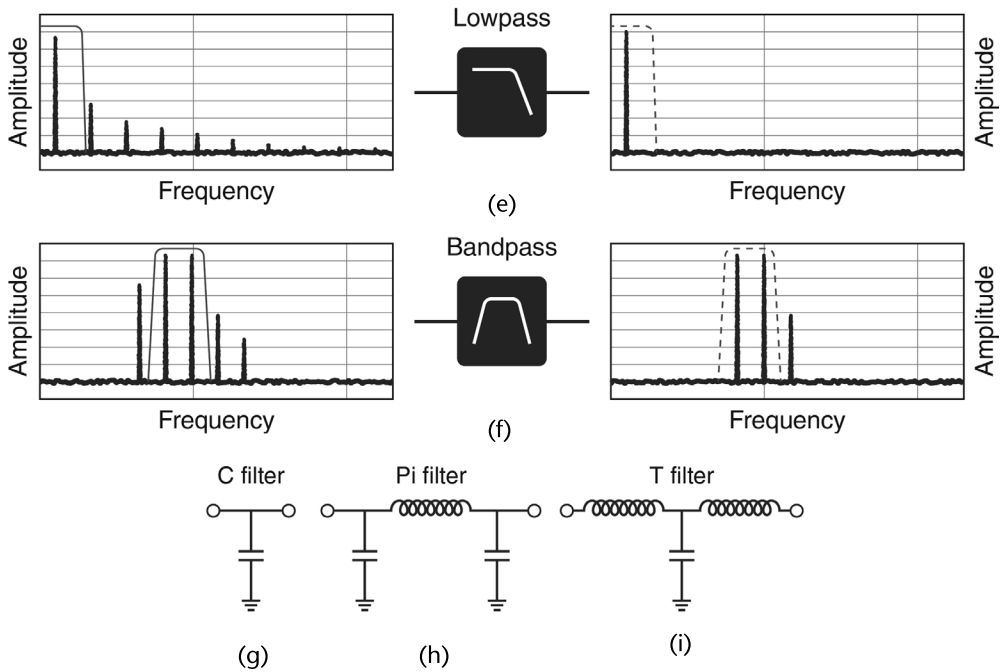 Lowpass
Amplitude
Frequency
Amplitude
Frequency
(e)
Bandpass
Amplitude
Frequency
Amplitude
Frequency
(f)
C filter
Pi filter
T filter
(g)
(h)
(i)